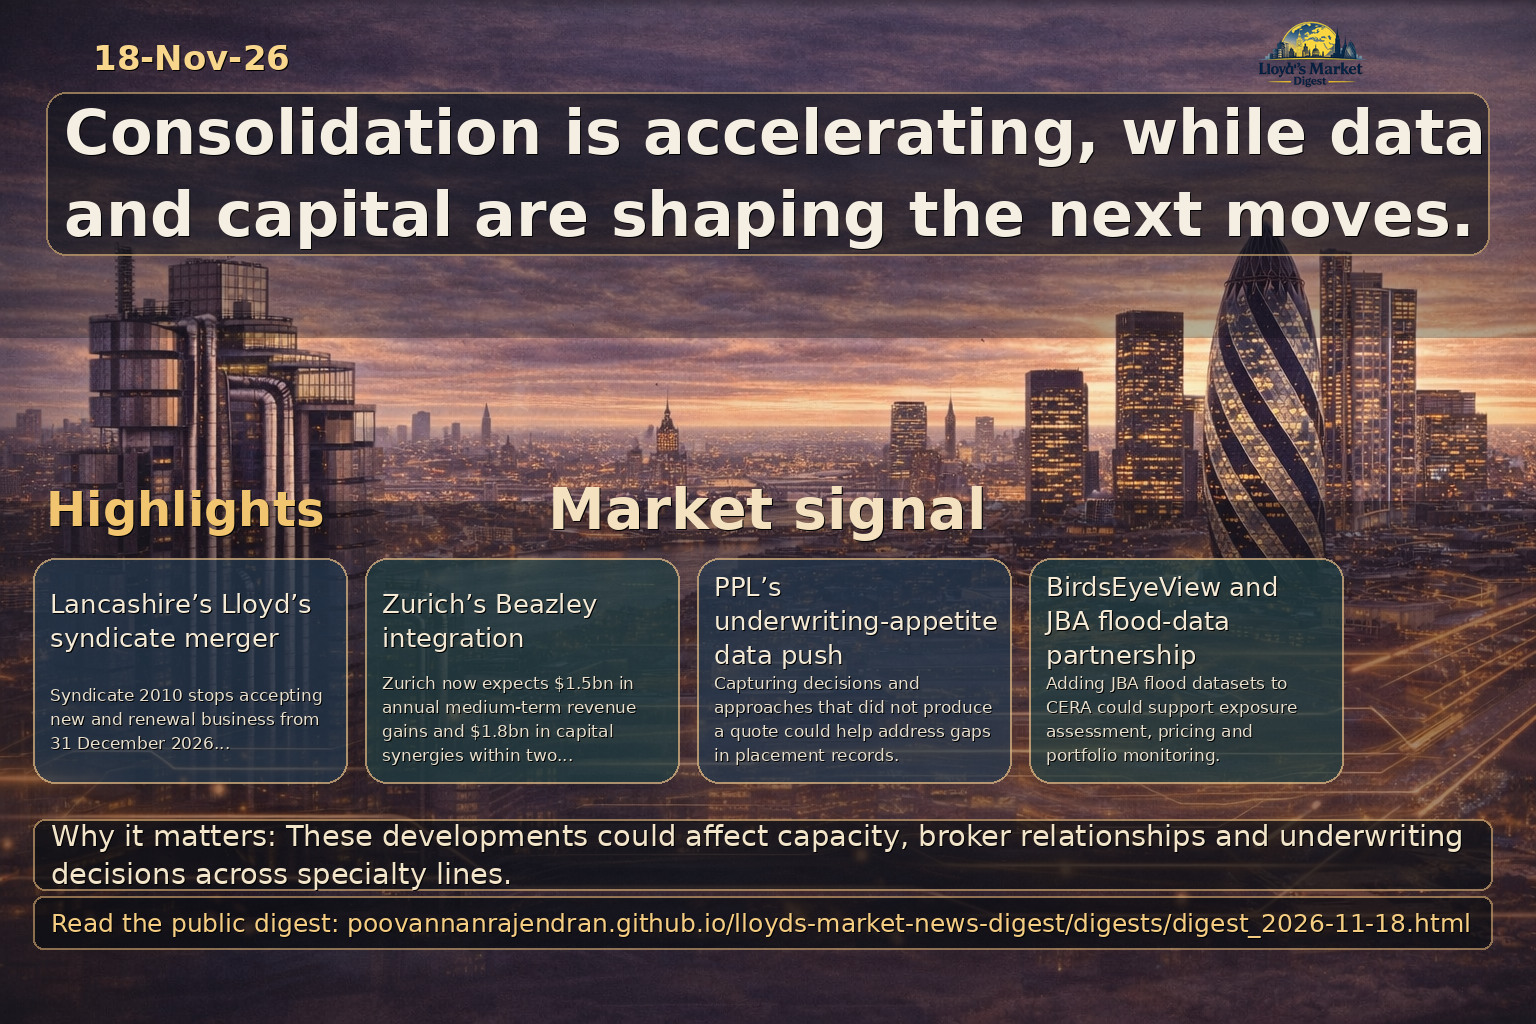 18-Nov-26
Lloyd's Market
Digest
Consolidation is accelerating, while data
and capital are shaping the next moves.
Highlights
Market signal
Lancashire’s Lloyd’s
syndicate merger
Syndicate 2010 stops accepting
new and renewal business from
31 December 2026...
Zurich’s Beazley
integration
Zurich now expects $1.5bn in
annual medium-term revenue
gains and $1.8bn in capital
synergies within two...
PPL’s
underwriting-appetite
data push
Capturing decisions and
approaches that did not produce
a quote could help address gaps
in placement records.
BirdsEyeView and
JBA flood-data
partnership
Adding JBA flood datasets to
CERA could support exposure
assessment, pricing and
portfolio monitoring.
Why it matters: These developments could affect capacity, broker relationships and underwriting
decisions across specialty lines.
Read the public digest: poovannanrajendran.github.io/lloyds-market-news-digest/digests/digest_2026-11-18.html